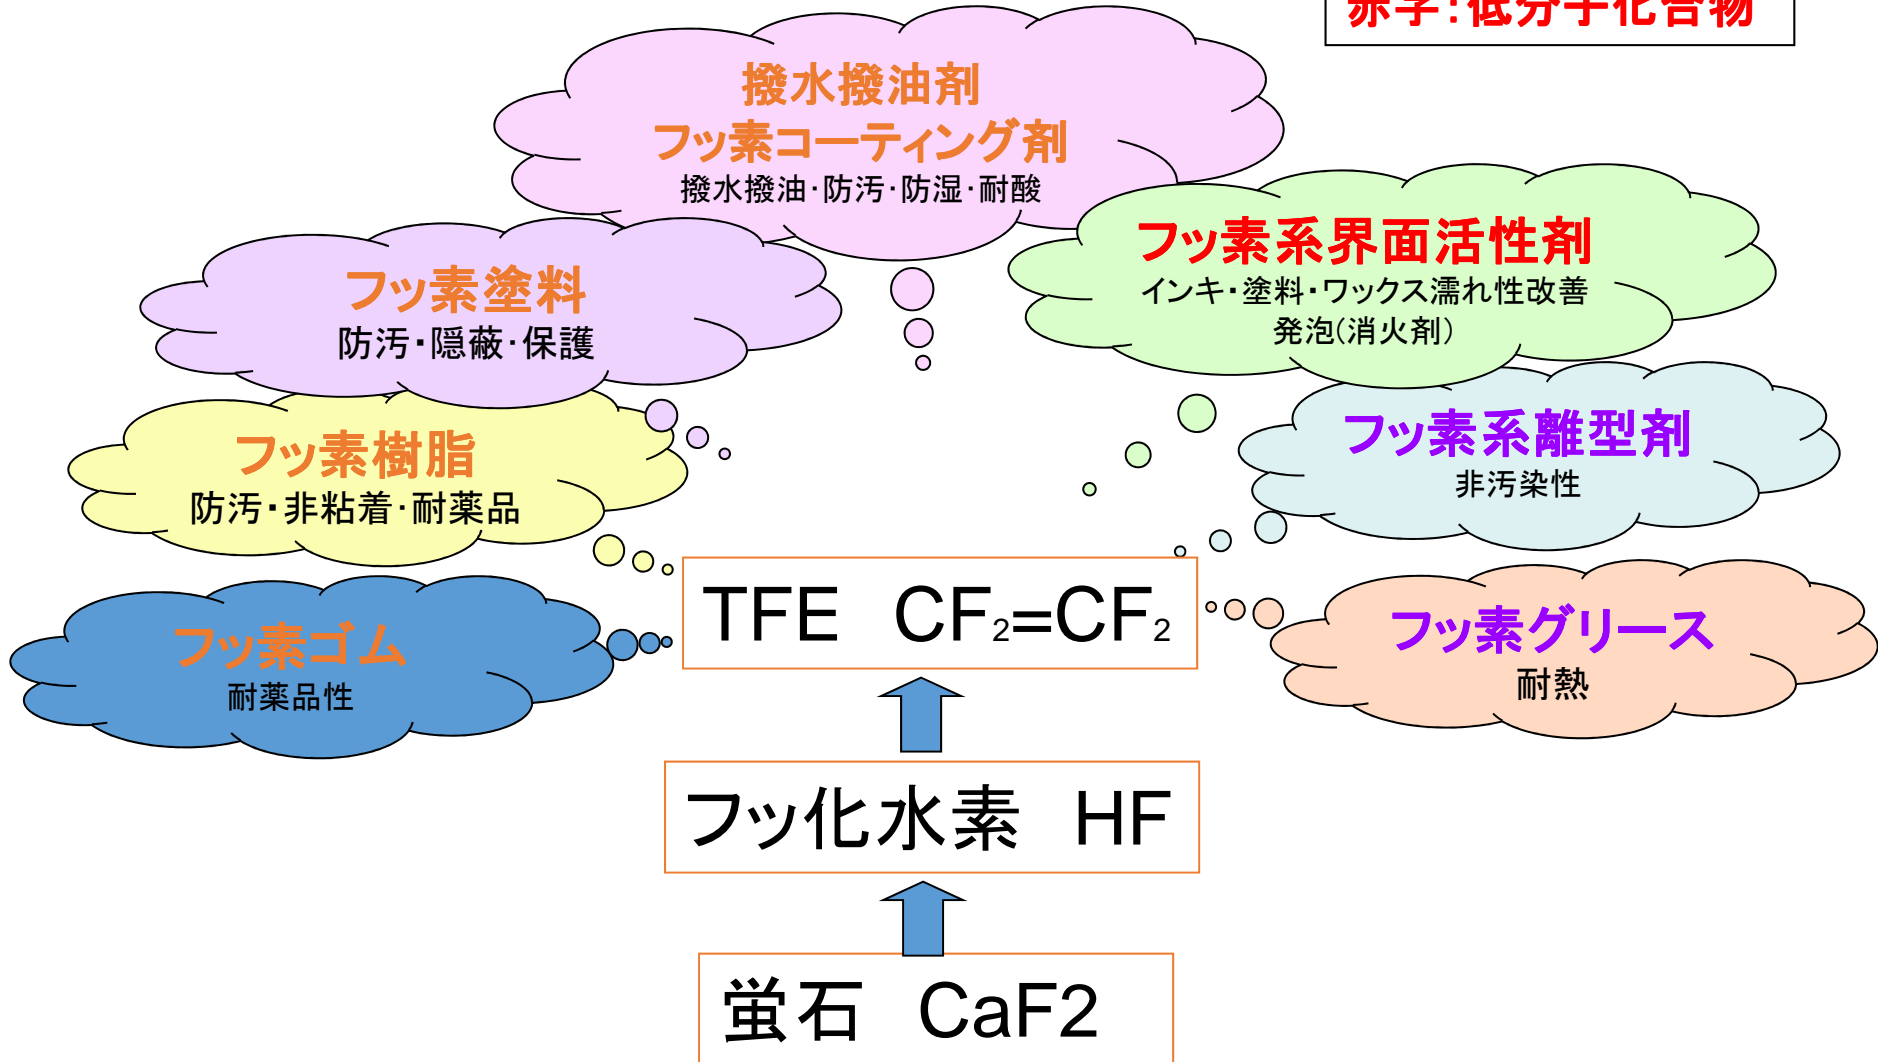 赤字：低分子化合物
撥水撥油剤
フッ素コーティング剤
撥水撥油･防汚･防湿･耐酸
フッ素系界面活性剤
インキ・塗料・ワックス濡れ性改善
発泡(消火剤)
フッ素塗料
防汚・隠蔽･保護
フッ素系離型剤
非汚染性
フッ素樹脂
防汚・非粘着･耐薬品
TFE　CF₂=CF₂
フッ素ゴム
耐薬品性
フッ素グリース
耐熱
フッ化水素　HF
蛍石　CaF2